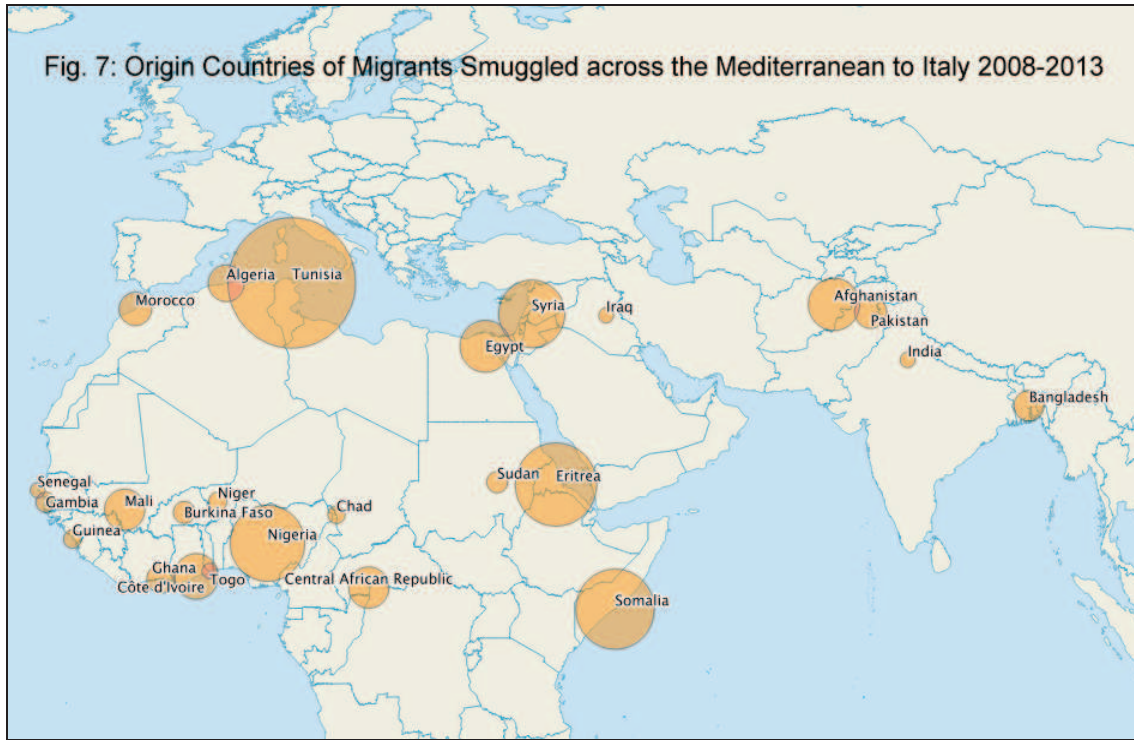 Fig. 7: Origin Countries of Migrants Smuggled across the Mediterranean to Italy 2008-2013
Algeria
Tunisia
Morocco
Syria
Iraq
Egypt
Afghanistan
Pakistan
India
Bangladesh
Senegal
Gambia
Guinea
Mali
Niger
Burkina Faso
Chad
Sudan
Eritrea
Nigeria
Ghana
Togo
Côte d'Ivoire
Central African Republic
Somalia